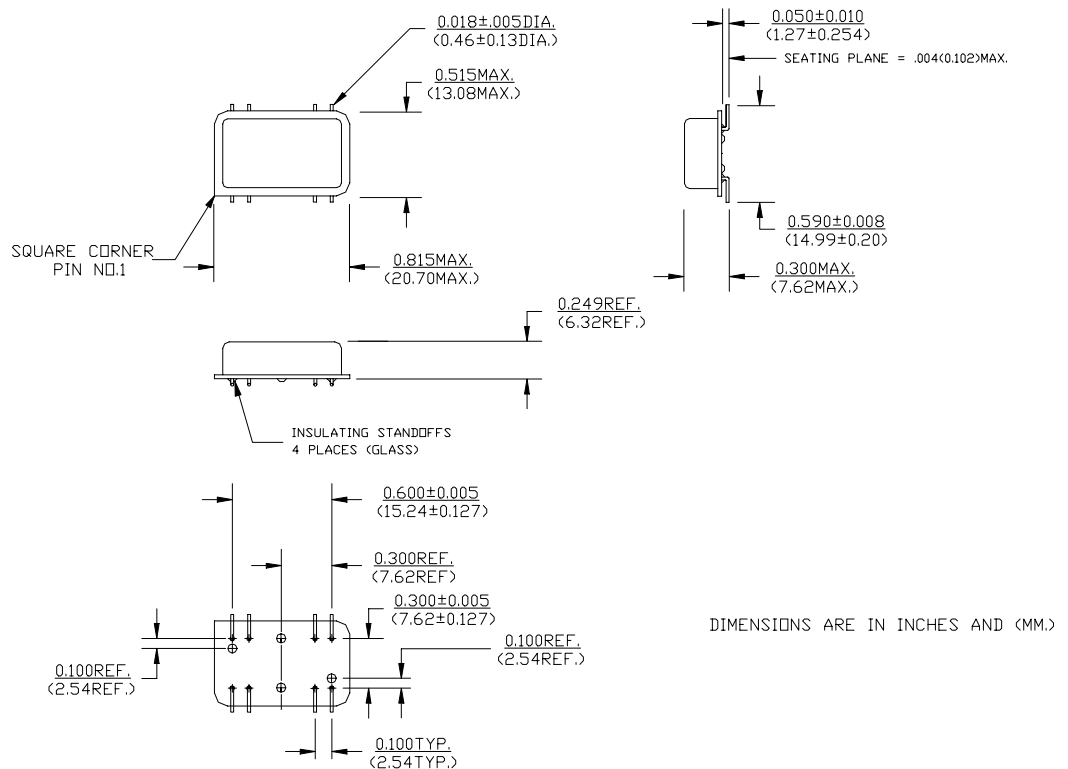 0.018±.005DIA.
(0.46±0.13DIA.)
0.515MAX.
(13.08MAX.)
0.050±0.010
(1.27±0.254)
SEATING PLANE = .004(0.102)MAX.
SQUARE CORNER
PIN NO.1
0.815MAX.
(20.70MAX.)
0.590±0.008
(14.99±0.20)
0.300MAX.
(7.62MAX.)
0.249REF.
(6.32REF.)
INSULATING STANDOFFS
4 PLACES (GLASS)
0.600±0.005
(15.24±0.127)
0.300REF.
(7.62REF)
0.300±0.005
(7.62±0.127)
0.100REF.
(2.54REF.)
DIMENSIONS ARE IN INCHES AND (MM.)
0.100REF.
(2.54REF.)
0.100TYP.
(2.54TYP.)